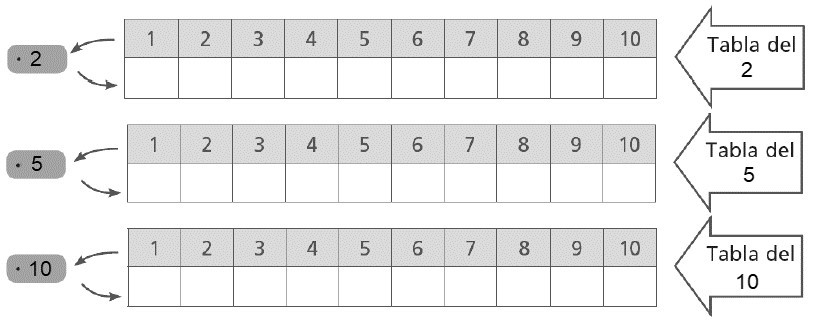 · 2
1 2 3 4 5 6 7 8 9 10
Tabla del
2
· 5
1 2 3 4 5 6 7 8 9 10
Tabla del
5
· 10
1 2 3 4 5 6 7 8 9 10
Tabla del
10